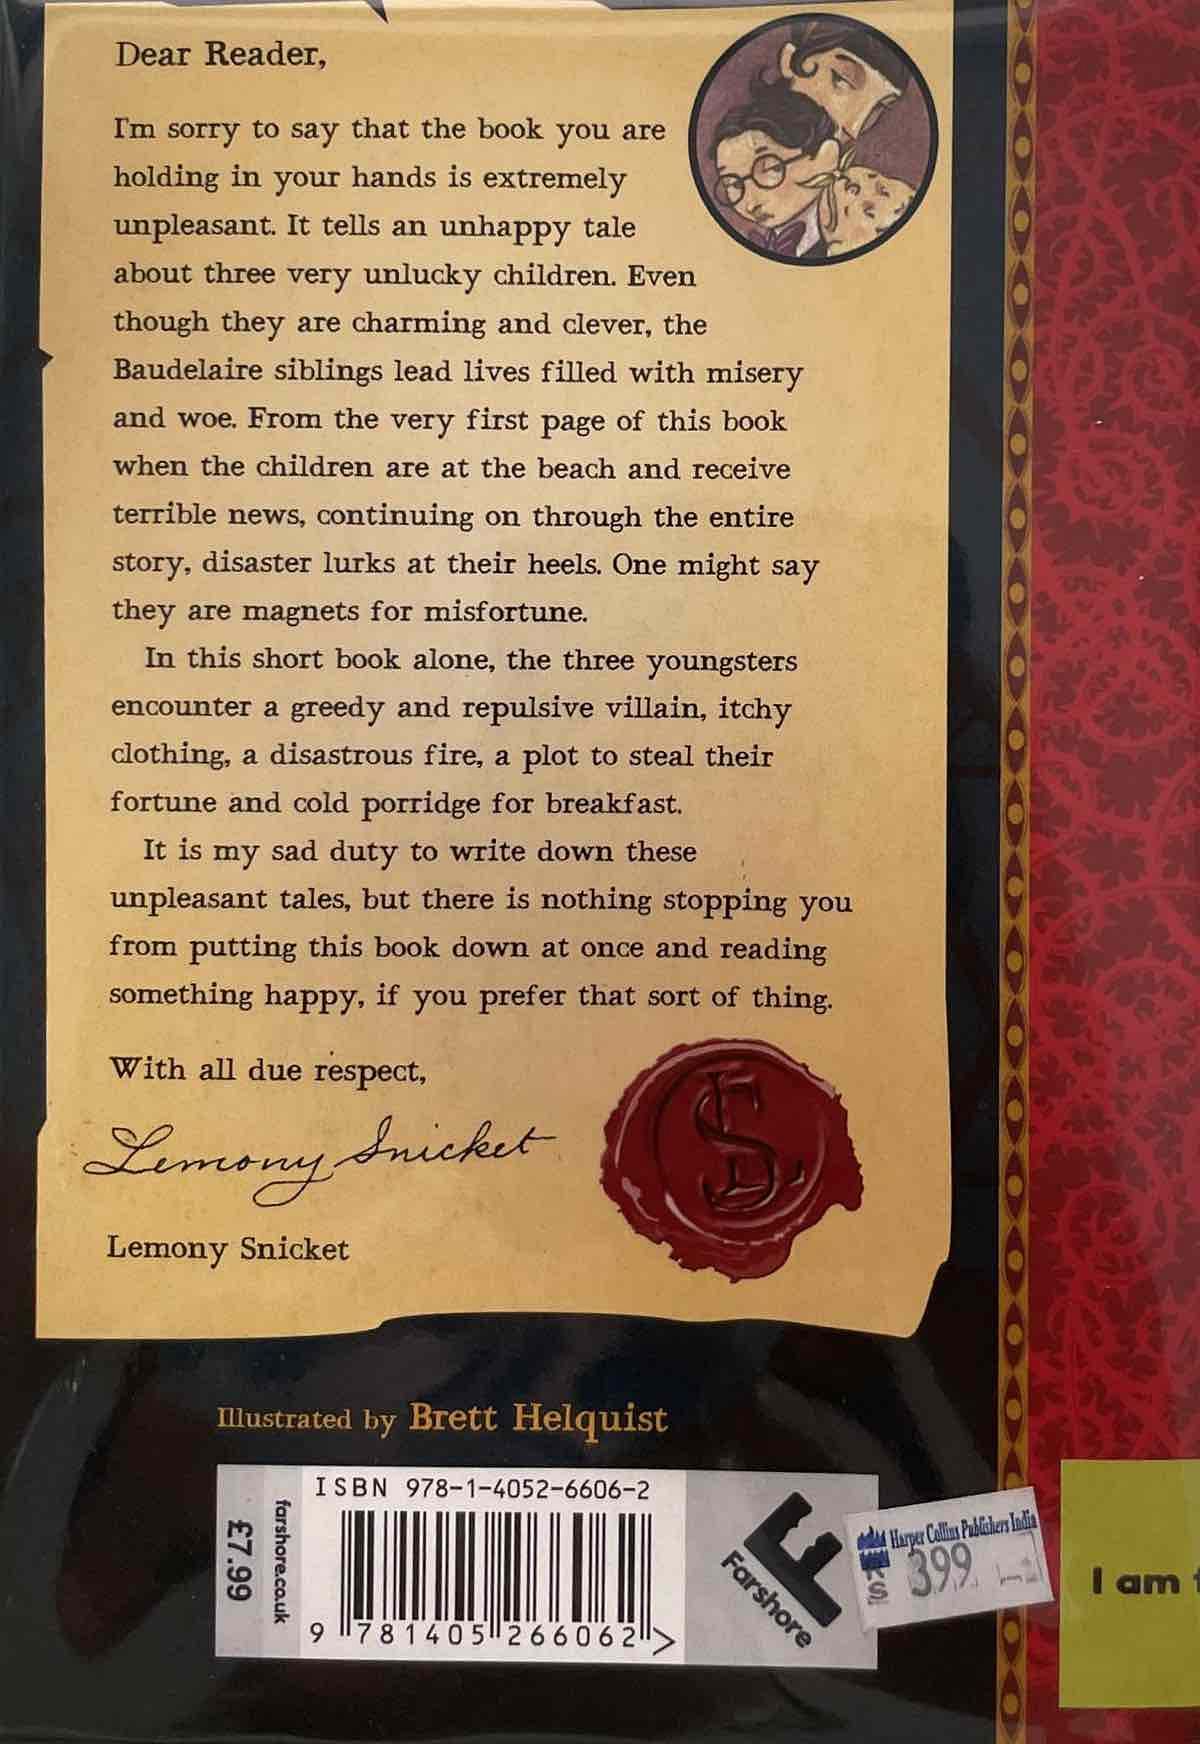 Dear Reader,
I'm sorry to say that the book you are
holding in your hands is extremely
unpleasant. It tells an unhappy tale
about three very unlucky children. Even
though they are charming and clever, the
Baudelaire siblings lead lives filled with misery
and woe. From the very first page of this book
when the children are at the beach and receive
terrible news, continuing on through the entire
story, disaster lurks at their heels. One might say
they are magnets for misfortune.
In this short book alone, the three youngsters
encounter a greedy and repulsive villain, itchy
clothing, a disastrous fire, a plot to steal their
fortune and cold porridge for breakfast.
It is my sad duty to write down these
unpleasant tales, but there is nothing stopping you
from putting this book down at once and reading
something happy, if you prefer that sort of thing.
With all due respect,
Lemony Snicket
LS
Lemony Snicket
Illustrated by Brett Helquist
ISBN 978-1-4052-6606-2
9 781405 266062 >
£7.99
farshore.co.uk
F
Farshore
Harper Collins Publishers India
399
I am